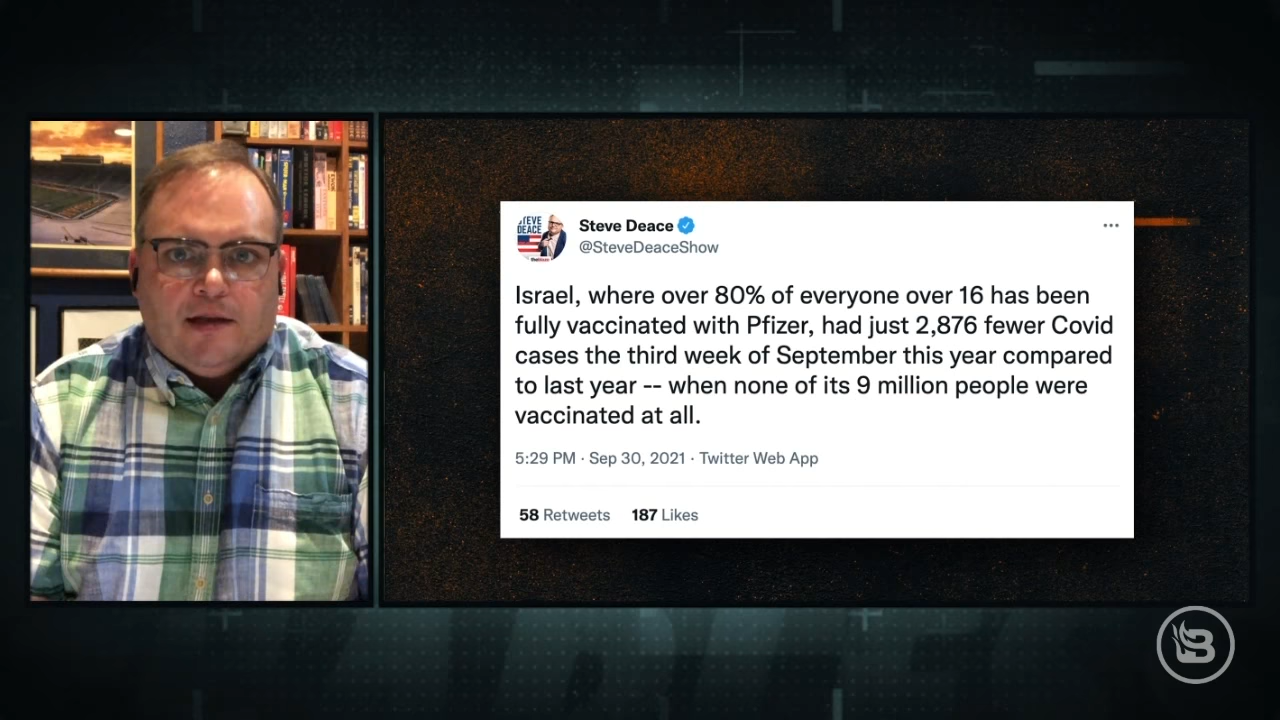 Steve Deace
@SteveDeaceShow
STEVE
DEACE
Israel, where over 80% of everyone over 16 has been
fully vaccinated with Pfizer, had just 2,876 fewer Covid
cases the third week of September this year compared
to last year -- when none of its 9 million people were
vaccinated at all.
5:29 PM · Sep 30, 2021 · Twitter Web App
58 Retweets 187 Likes
B